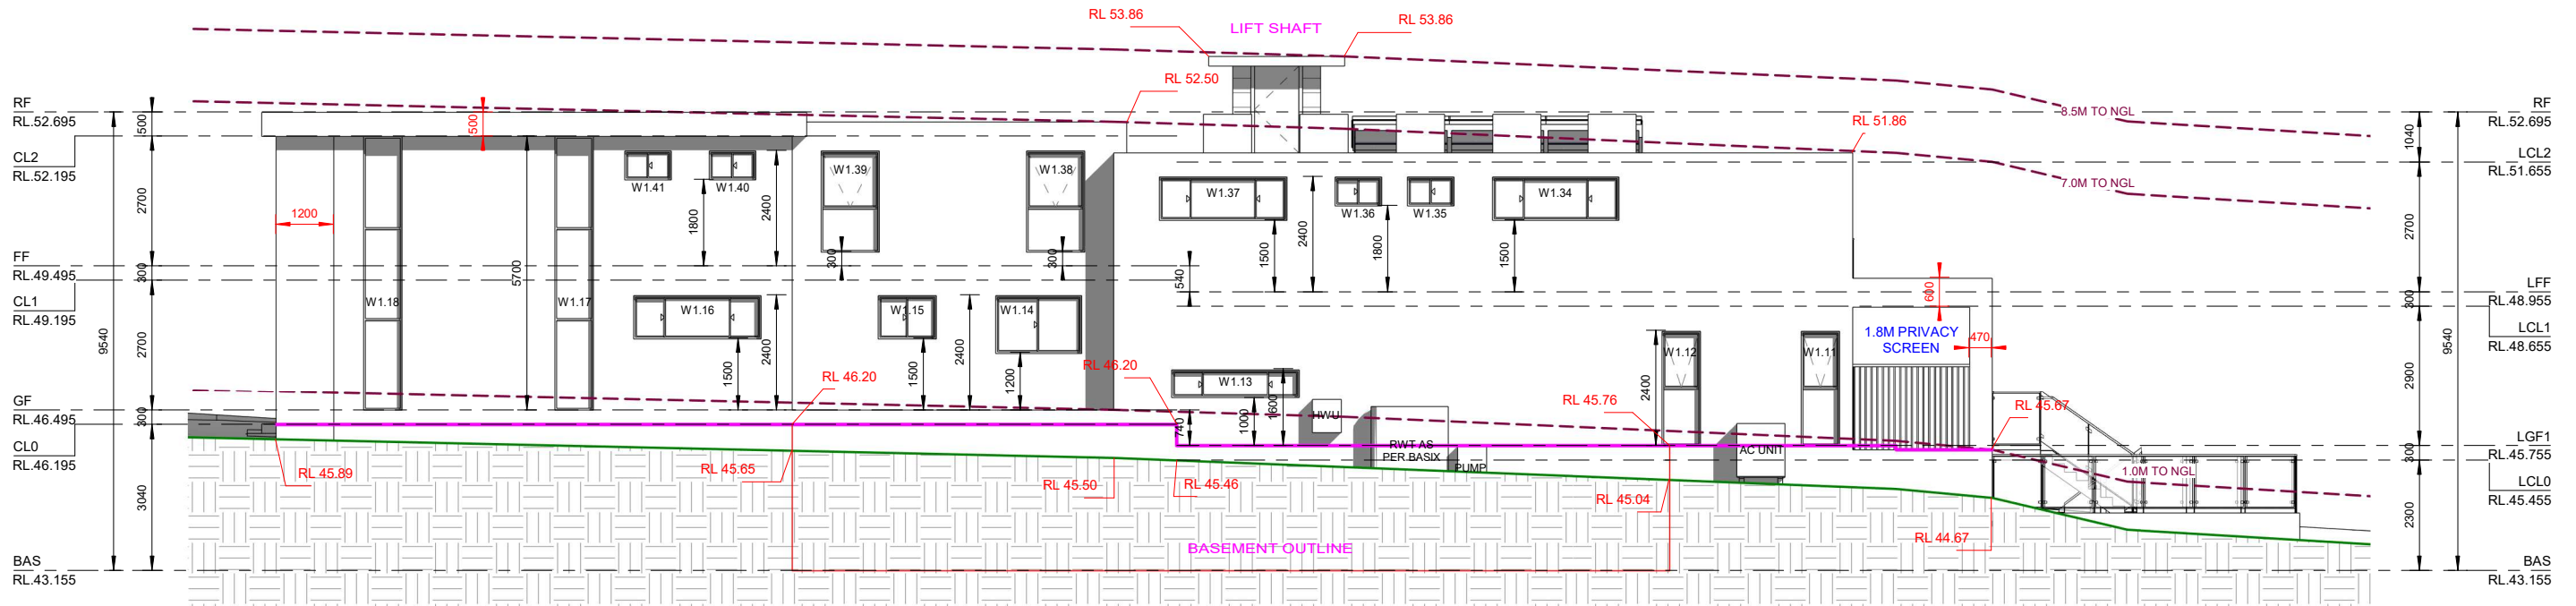 RL 53.86
LIFT SHAFT
RL 53.86
RL 52.50
RF
RL.52.695
CL2
RL.52.195
FF
RL.49.495
CL1
RL.49.195
GF
RL.46.495
CL0
RL.46.195
BAS
RL.43.155
9540
500
2700
300
2700
300
3040
500
1200
5700
W1.18
W1.17
W1.41
W1.40
1800
2400
W1.39
W1.38
300
300
W1.16
1500
2400
W1.15
1500
2400
W1.14
1200
RL 46.20
RL 46.20
W1.37
W1.36
W1.35
W1.34
1500
2400
1800
1500
540
W1.13
740
1000
1600
HWU
RWT AS
PER BASIX
PUMP
RL 45.76
2400
W1.12
AC UNIT
W1.11
RL 51.86
600
1.8M PRIVACY
SCREEN
470
RL 45.67
8.5M TO NGL
7.0M TO NGL
1.0M TO NGL
RL 45.89
RL 45.65
RL 45.50
RL 45.46
RL 45.04
RL 44.67
BASEMENT OUTLINE
1040
2700
300
2900
300
2300
9540
RF
RL.52.695
LCL2
RL.51.655
LFF
RL.48.955
LCL1
RL.48.655
LGF1
RL.45.755
LCL0
RL.45.455
BAS
RL.43.155